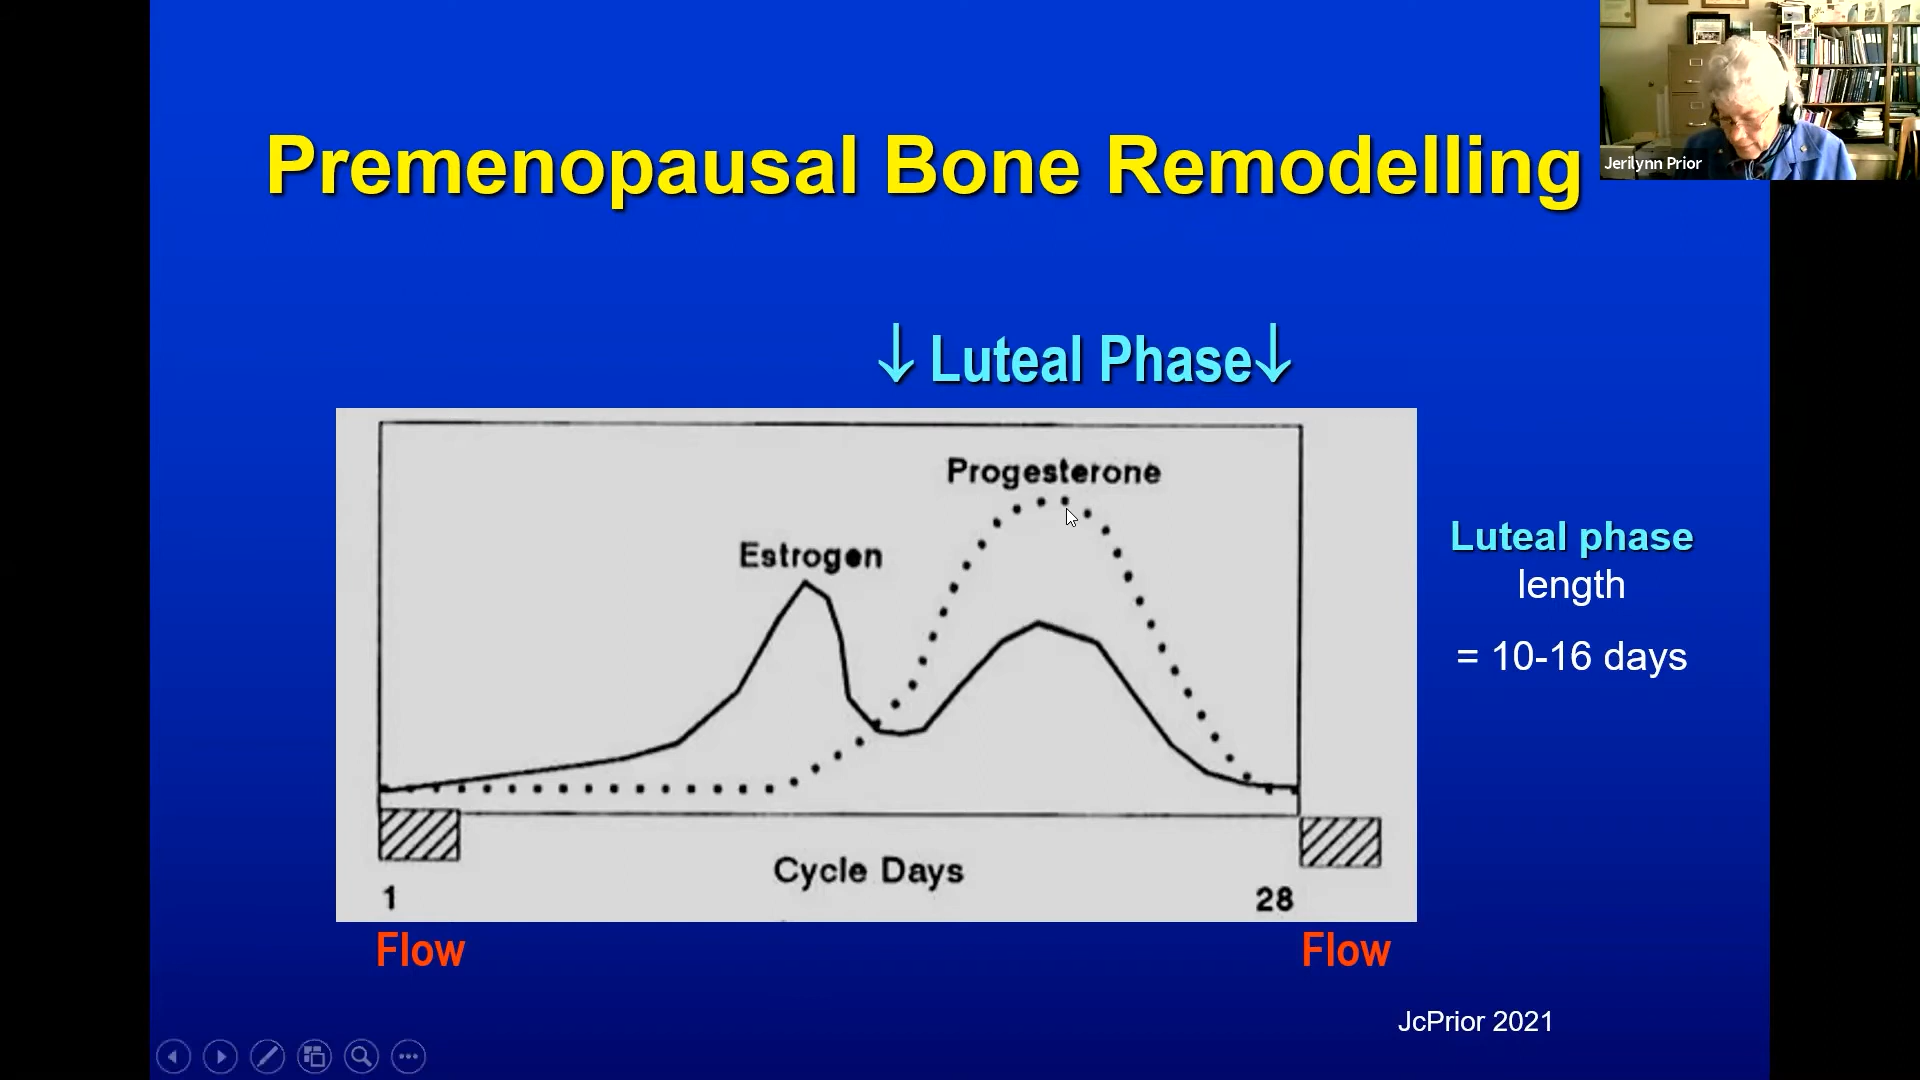 Premenopausal Bone Remodelling
Jerilynn Prior
↓ Luteal Phase↓
Progesterone
Estrogen
Luteal phase
length
= 10-16 days
Cycle Days
1
28
Flow
Flow
JcPrior 2021